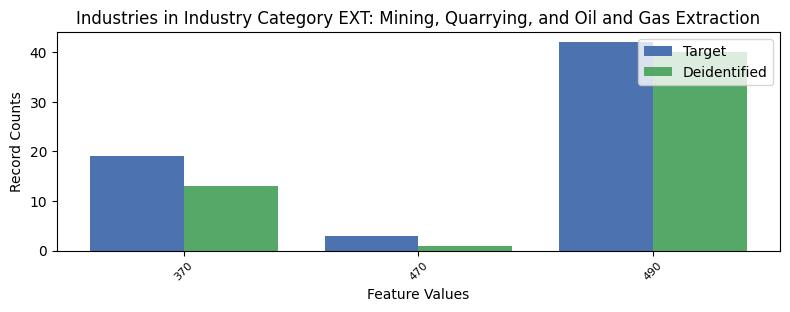 Industries in Industry Category EXT: Mining, Quarrying, and Oil and Gas Extraction
Target
Deidentified
Record Counts
40
30
20
10
0
370
470
490
Feature Values